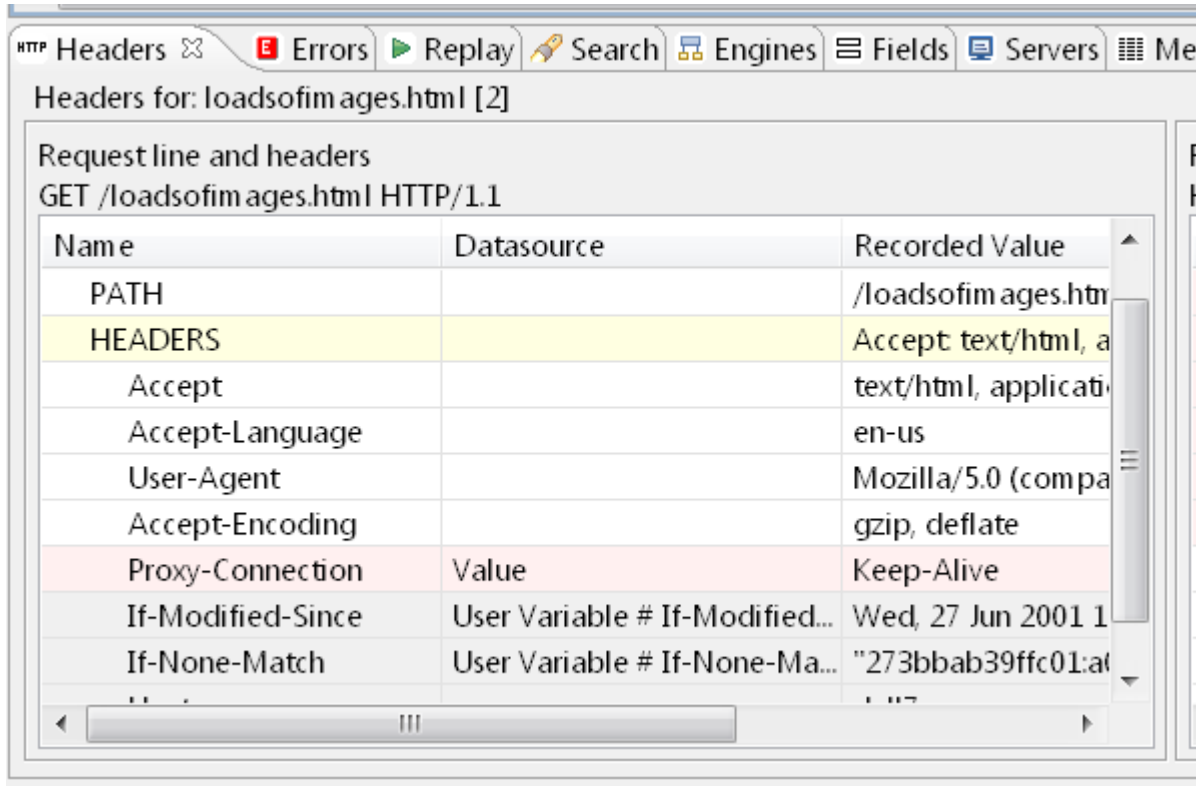 HTTP Headers Errors Replay Search Engines Fields Servers
Headers for: loadsofimages.html [2]
Request line and headers
GET /loadsofimages.html HTTP/1.1
Name Datasource Recorded Value
PATH /loadsofimages.htm
HEADERS Accept: text/html, a
Accept text/html, applicati
Accept-Language en-us
User-Agent Mozilla/5.0 (compa
Accept-Encoding gzip, deflate
Proxy-Connection Value Keep-Alive
If-Modified-Since User Variable # If-Modified... Wed, 27 Jun 2001 1
If-None-Match User Variable # If-None-Ma... "273bbab39ffc01:a